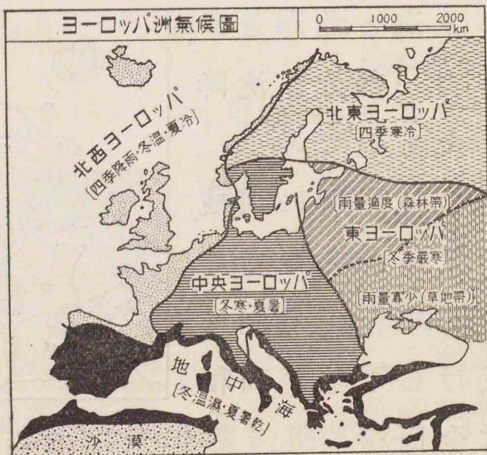 ヨーロッパ洲氣候圖
0 1000 2000
km
北西ヨーロッパ
[四季降雨・冬温・夏冷]
北東ヨーロッパ
[四季寒冷]
雨量適度(森林帶)
東ヨーロッパ
[冬季嚴寒]
雨量寡少(草地帶)
中央ヨーロッパ
[冬寒・夏暑]
地中海
[冬温濕・夏暑乾]
沙漠